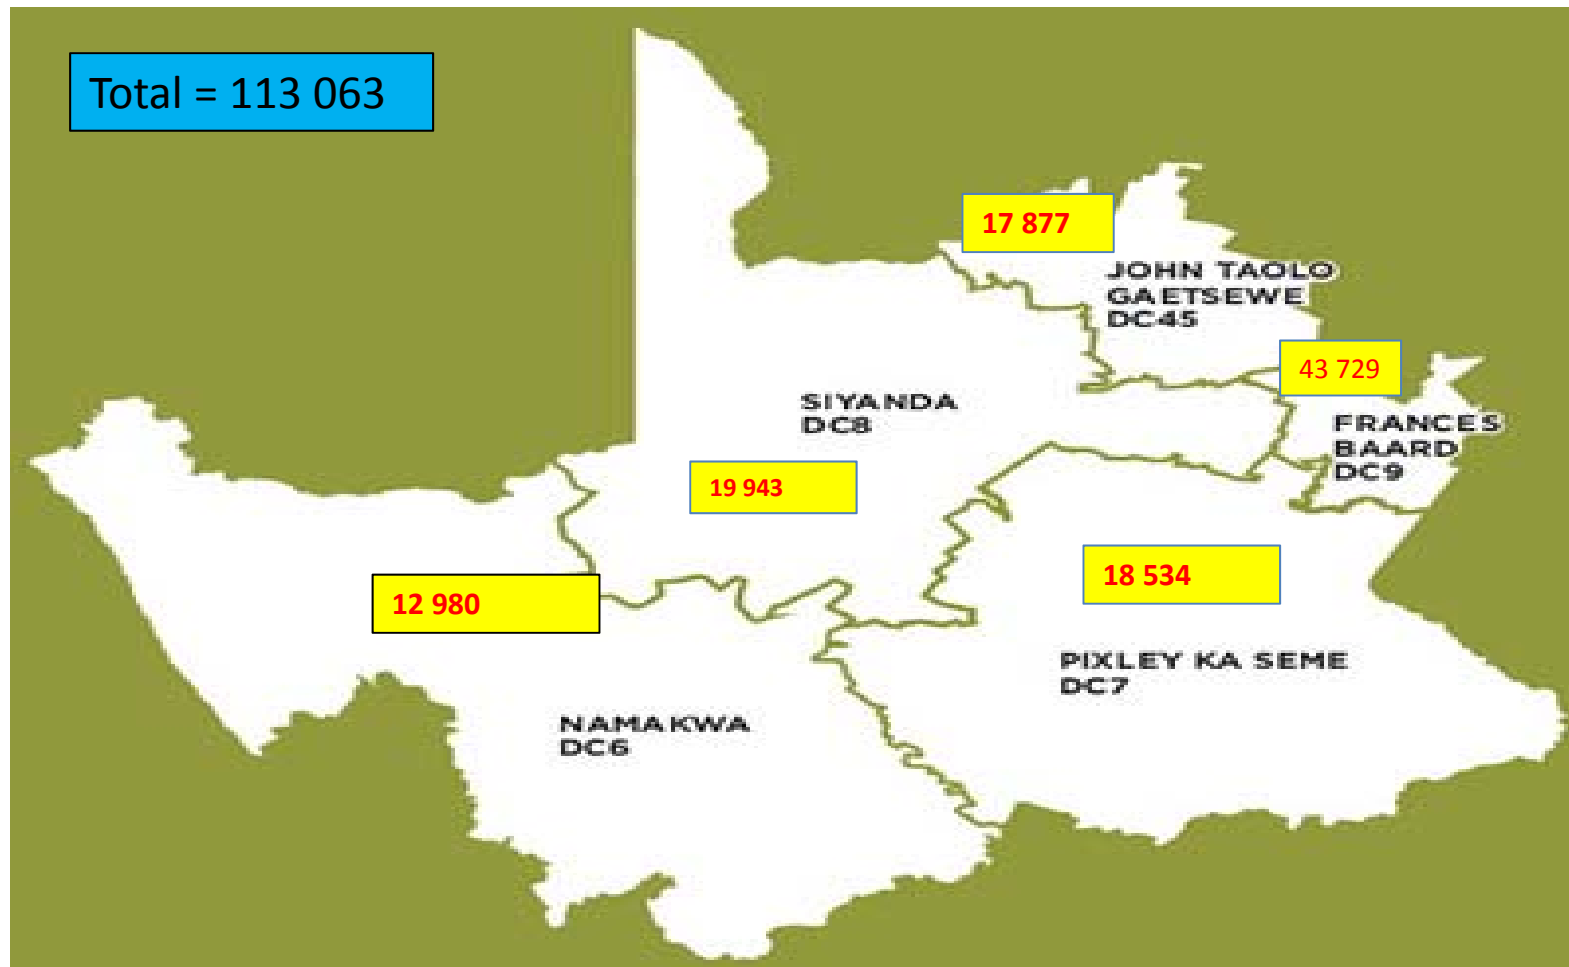 Total = 113 063
17 877
JOHN TAOLO
GAETSEWE
DC45
43 729
FRANCES
BAARD
DC9
SIYANDA
DC8
19 943
18 534
12 980
PIXLEY KA SEME
DC7
NAMAKWA
DC6